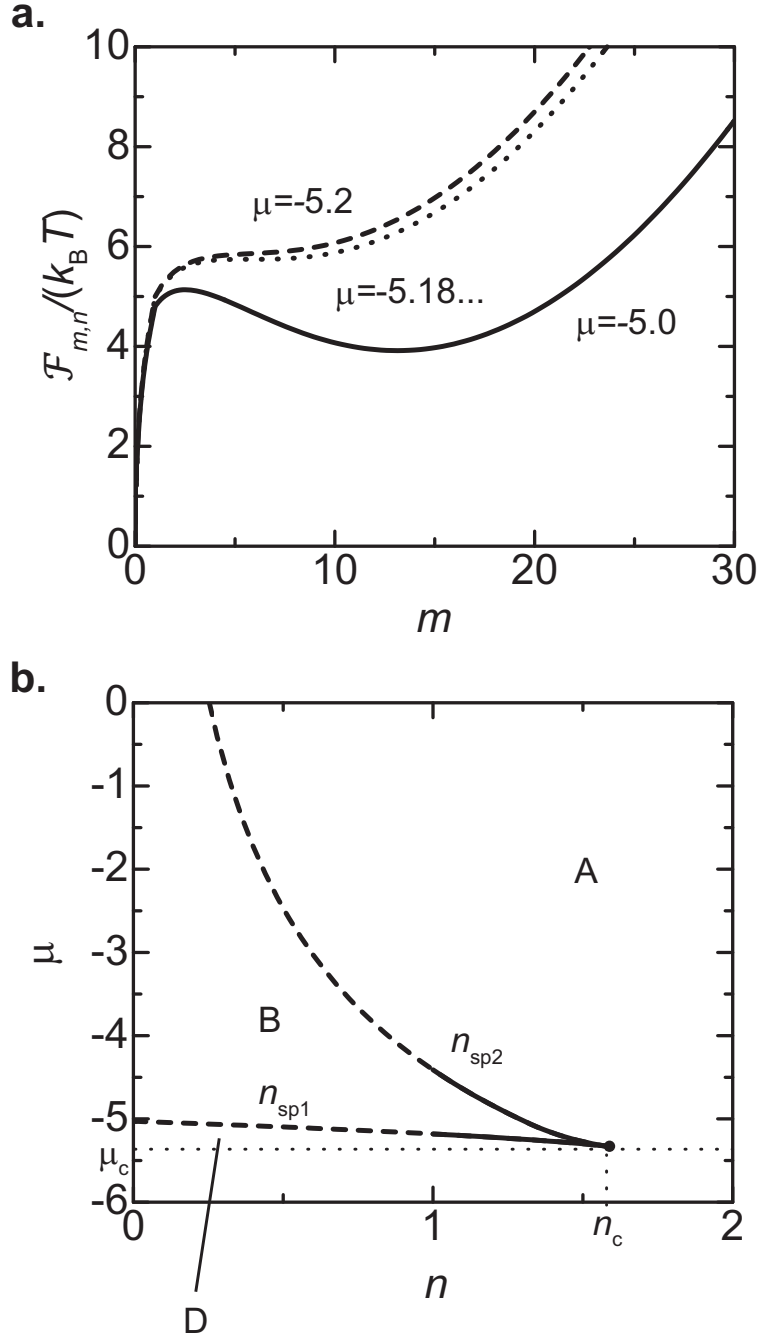 a.
10
8
6
4
2
0
ℱm,n/(kBT)
μ=-5.2
μ=-5.18...
μ=-5.0
0 10 20 30
m
b.
0
-1
-2
-3
-4
-5
μc
-6
μ
A
B
nsp2
nsp1
0 1 nc 2
n
D